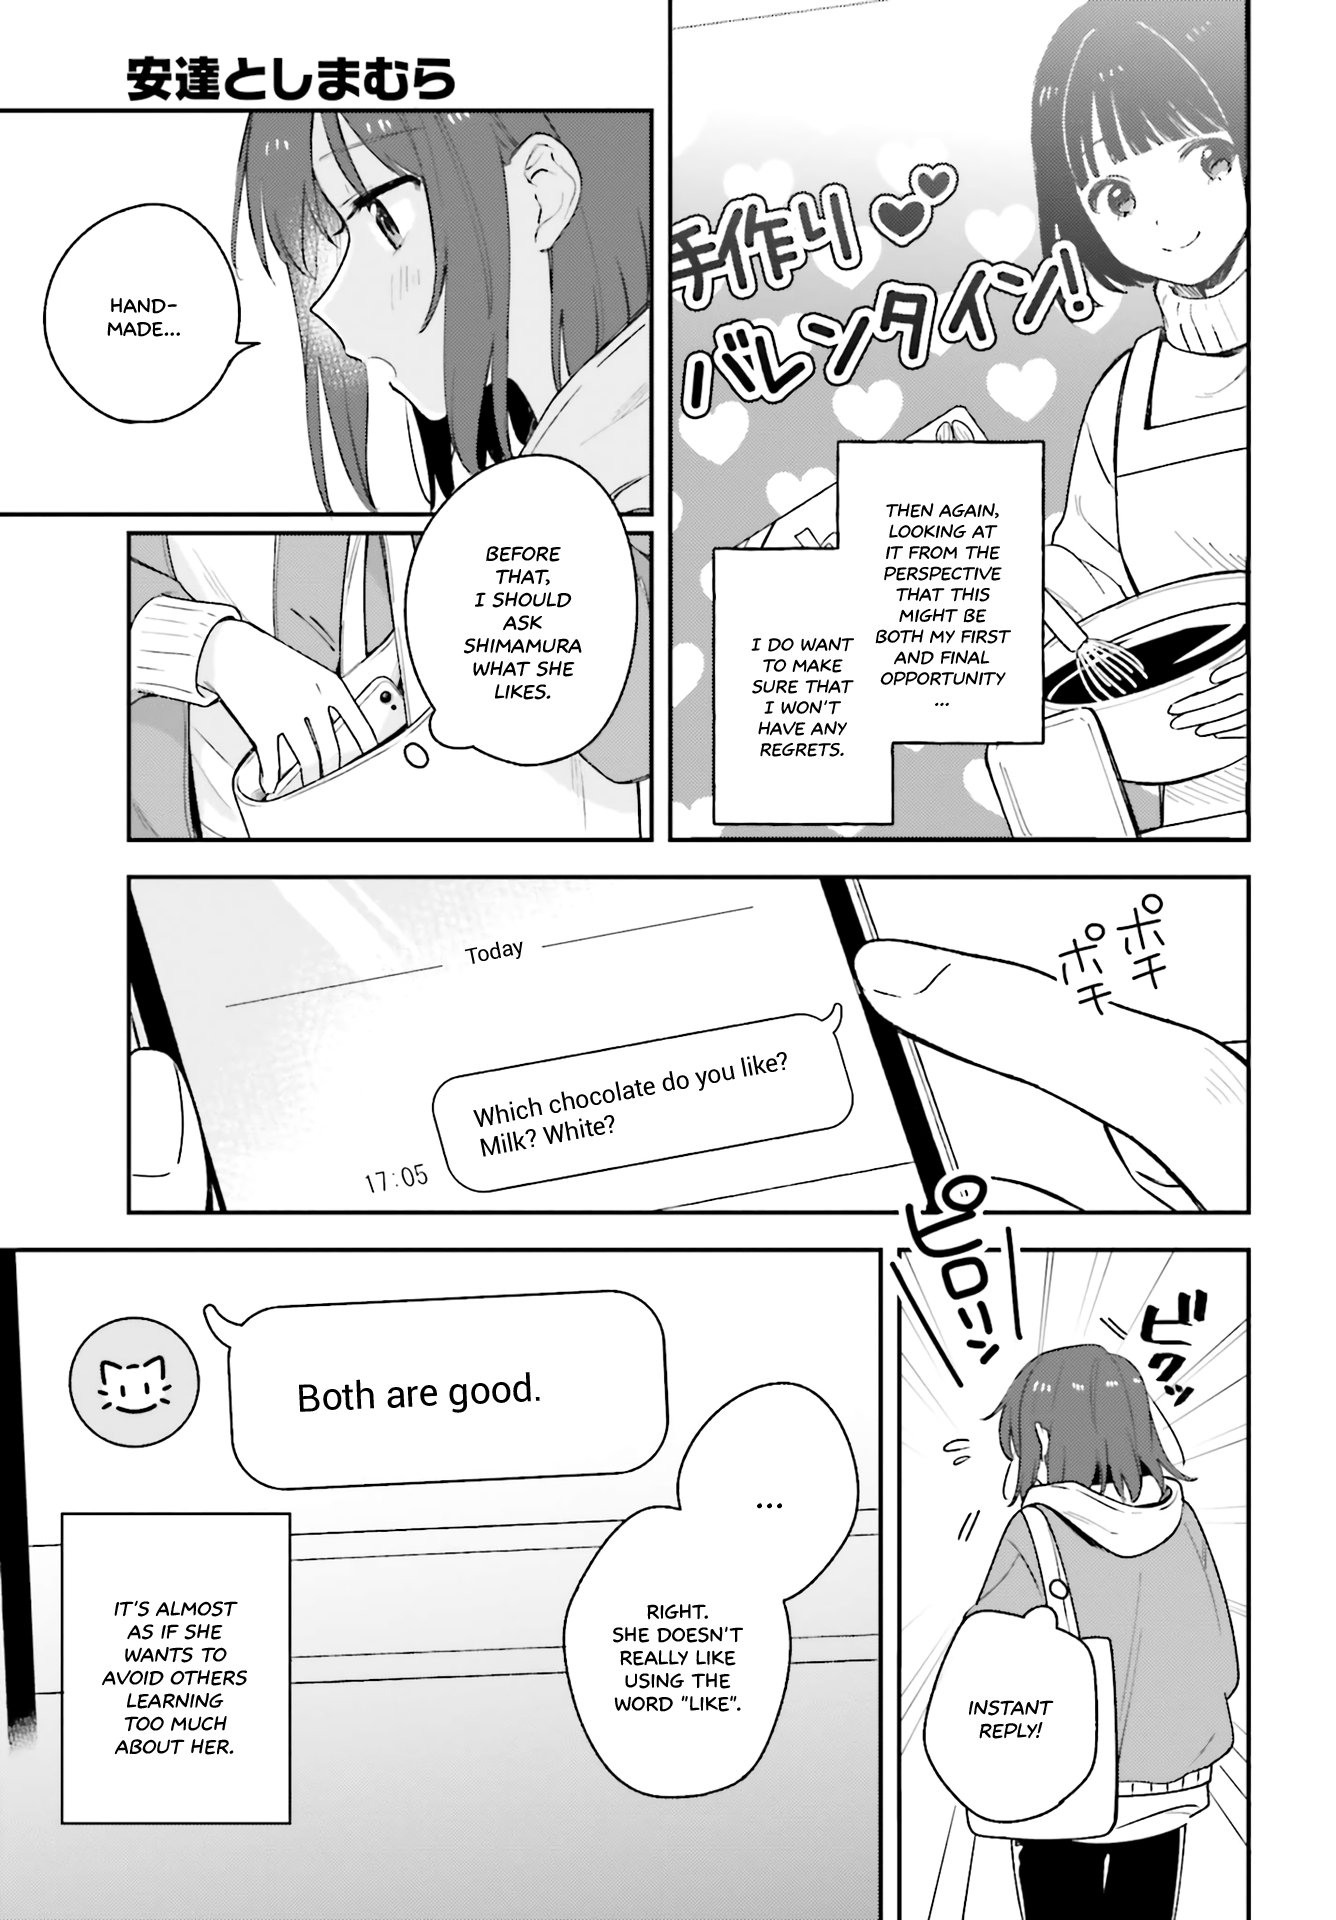 安達としまむら
手作り
バレンタイン!
THEN AGAIN,
LOOKING AT
IT FROM THE
PERSPECTIVE
THAT THIS
MIGHT BE
BOTH MY FIRST
AND FINAL
OPPORTUNITY
...
I DO WANT
TO MAKE
SURE THAT
I WON'T
HAVE ANY
REGRETS.
HAND-
MADE...
BEFORE
THAT,
I SHOULD
ASK
SHIMAMURA
WHAT SHE
LIKES.
ポチ
ポチ
Today
Which chocolate do you like?
Milk? White?
17:05
ピロリン
ビクッ
INSTANT
REPLY!
Both are good.
...
RIGHT.
SHE DOESN'T
REALLY LIKE
USING THE
WORD "LIKE".
IT'S ALMOST
AS IF SHE
WANTS TO
AVOID OTHERS
LEARNING
TOO MUCH
ABOUT HER.